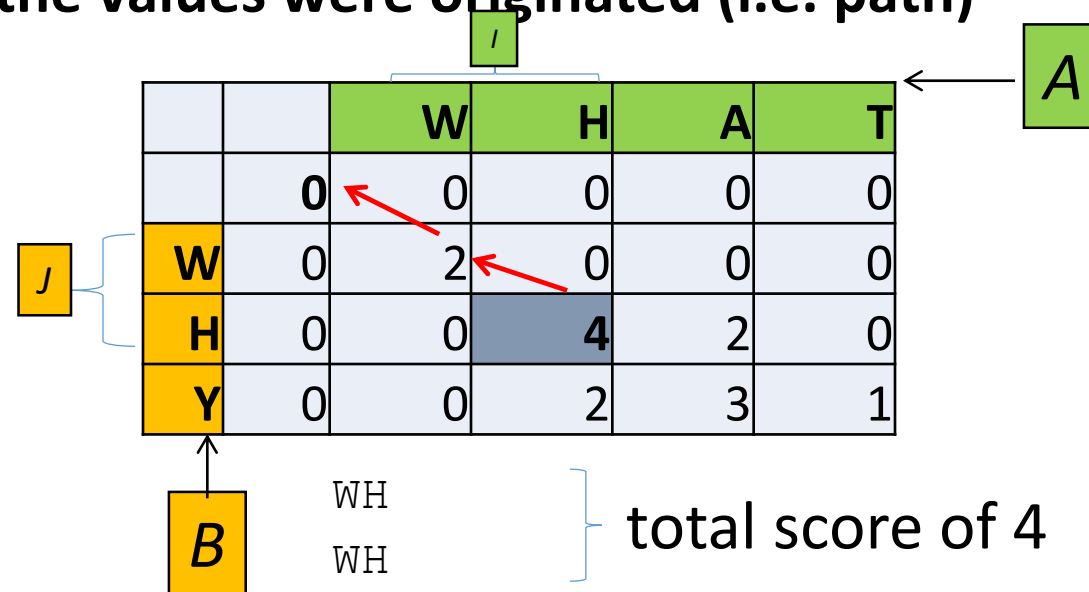 the values were originated (i.e. path)
I
A
W H A T
0 0 0 0 0
W 0 2 0 0 0
J
H 0 0 4 2 0
Y 0 0 2 3 1
WH
B
WH
total score of 4